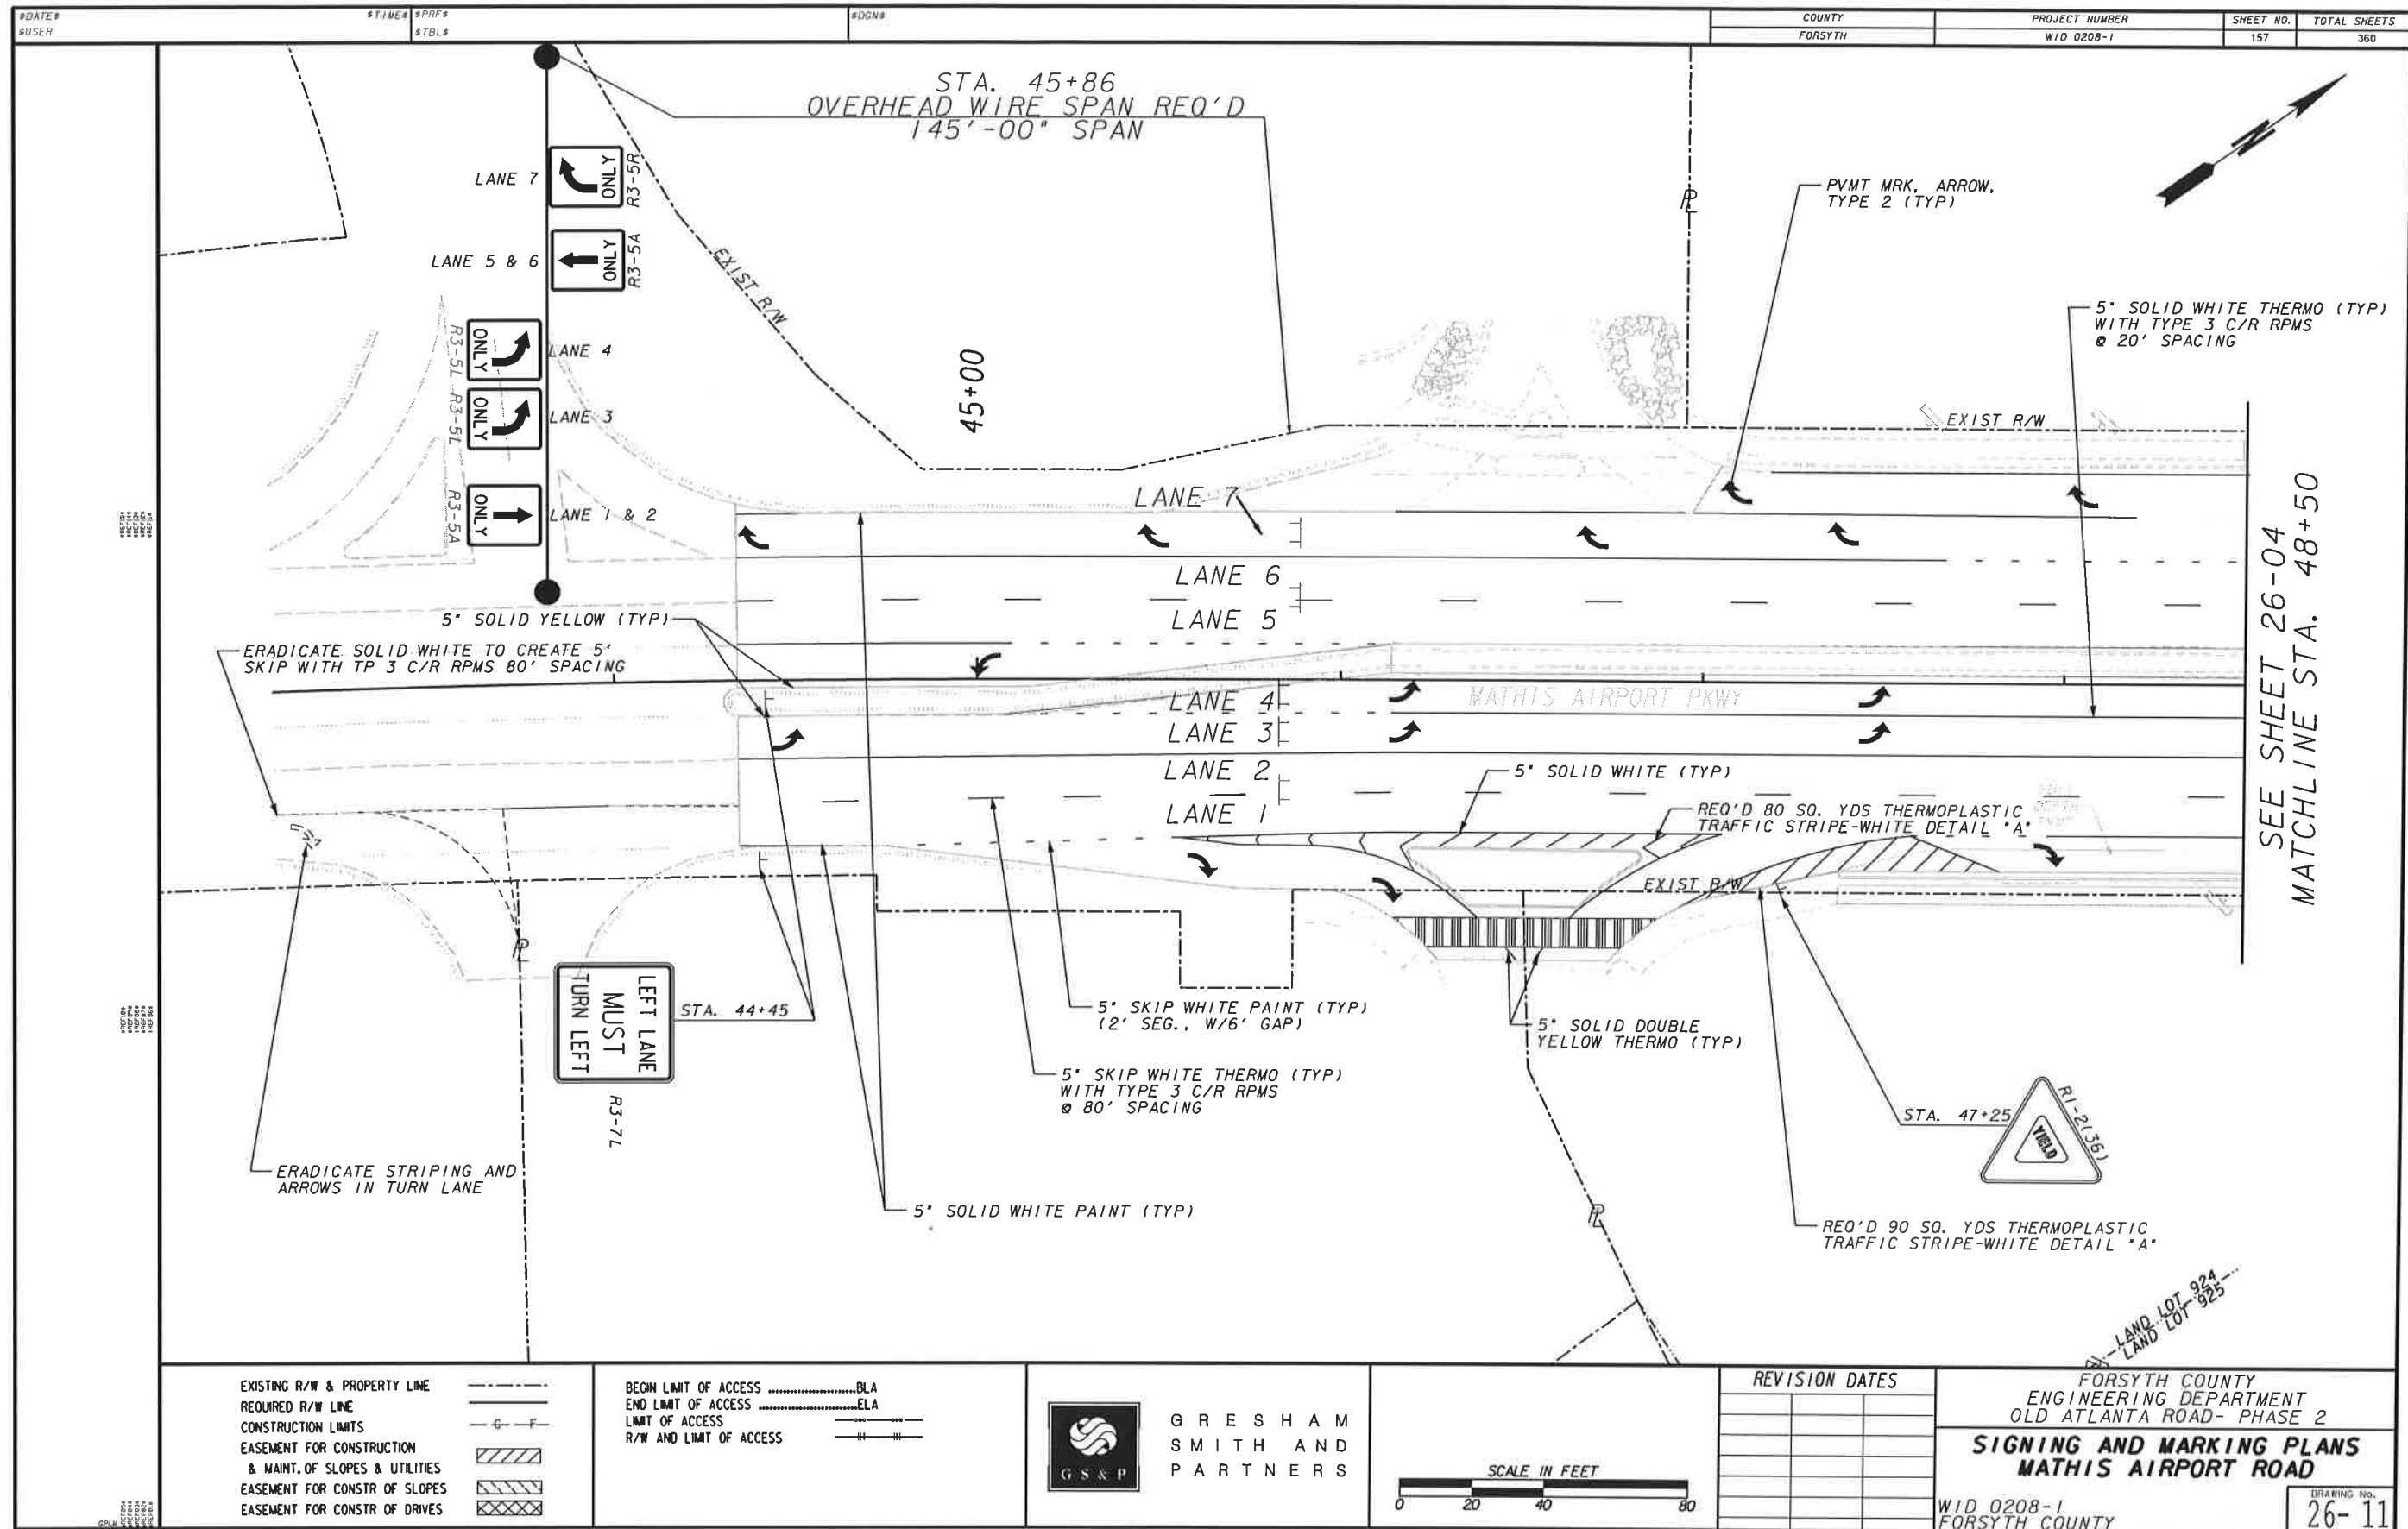 $DATE$
$TIME$
$PRF$
$DGN$
$USER
$TBL$
COUNTY
PROJECT NUMBER
SHEET NO.
TOTAL SHEETS
FORSYTH
WID 0208-1
157
360
STA. 45+86
OVERHEAD WIRE SPAN REQ'D
145'-00" SPAN
LANE 7
ONLY
R3-5R
LANE 5 & 6
ONLY
R3-5A
R3-5L
ONLY
LANE 4
R3-5L
ONLY
LANE 3
R3-5A
ONLY
LANE 1 & 2
EXIST R/W
45+00
PL
N
PVMT MRK, ARROW,
TYPE 2 (TYP)
5" SOLID WHITE THERMO (TYP)
WITH TYPE 3 C/R RPMS
@ 20' SPACING
EXIST R/W
SEE SHEET 26-04
MATCHLINE STA. 48+50
LANE 7
LANE 6
LANE 5
LANE 4
MATHIS AIRPORT PKWY
LANE 3
LANE 2
LANE 1
5" SOLID YELLOW (TYP)
ERADICATE SOLID WHITE TO CREATE 5'
SKIP WITH TP 3 C/R RPMS 80' SPACING
5" SOLID WHITE (TYP)
REQ'D 80 SQ. YDS THERMOPLASTIC
TRAFFIC STRIPE-WHITE DETAIL "A"
EXIST R/W
PL
LEFT LANE
MUST
TURN LEFT
R3-7L
STA. 44+45
5" SKIP WHITE PAINT (TYP)
(2' SEG., W/6' GAP)
5" SOLID DOUBLE
YELLOW THERMO (TYP)
5" SKIP WHITE THERMO (TYP)
WITH TYPE 3 C/R RPMS
@ 80' SPACING
STA. 47+25
YIELD
R1-2(36)
ERADICATE STRIPING AND
ARROWS IN TURN LANE
5" SOLID WHITE PAINT (TYP)
PL
REQ'D 90 SQ. YDS THERMOPLASTIC
TRAFFIC STRIPE-WHITE DETAIL "A"
LAND LOT 924
LAND LOT 925
EXISTING R/W & PROPERTY LINE
REQUIRED R/W LINE
CONSTRUCTION LIMITS
C F
EASEMENT FOR CONSTRUCTION
& MAINT. OF SLOPES & UTILITIES
EASEMENT FOR CONSTR OF SLOPES
EASEMENT FOR CONSTR OF DRIVES
BEGIN LIMIT OF ACCESS ........BLA
END LIMIT OF ACCESS ........ELA
LIMIT OF ACCESS
R/W AND LIMIT OF ACCESS
GS&P
GRESHAM
SMITH AND
PARTNERS
SCALE IN FEET
0 20 40 80
REVISION DATES
FORSYTH COUNTY
ENGINEERING DEPARTMENT
OLD ATLANTA ROAD- PHASE 2
SIGNING AND MARKING PLANS
MATHIS AIRPORT ROAD
WID 0208-1
FORSYTH COUNTY
DRAWING No.
26-11